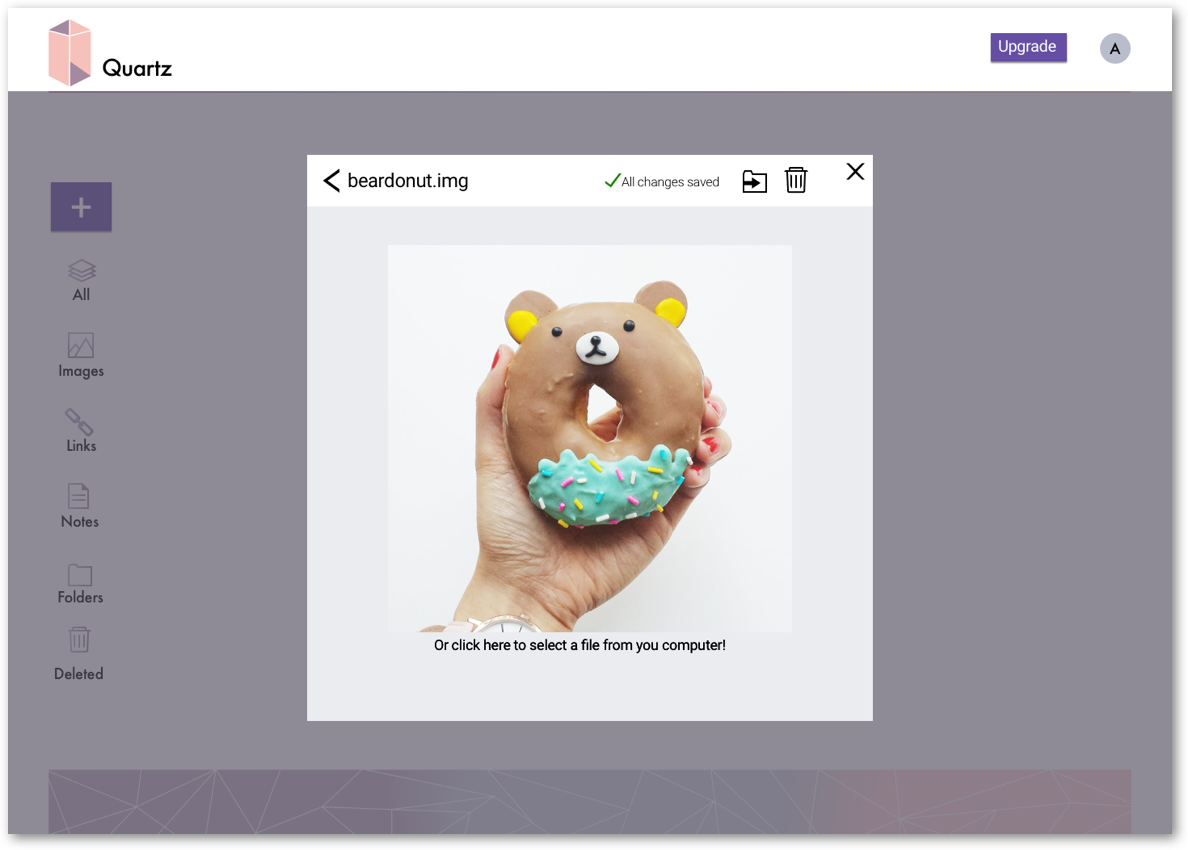 Quartz
Upgrade
A
beardonut.img
All changes saved
+
All
Images
Links
Notes
Folders
Deleted
Or click here to select a file from you computer!